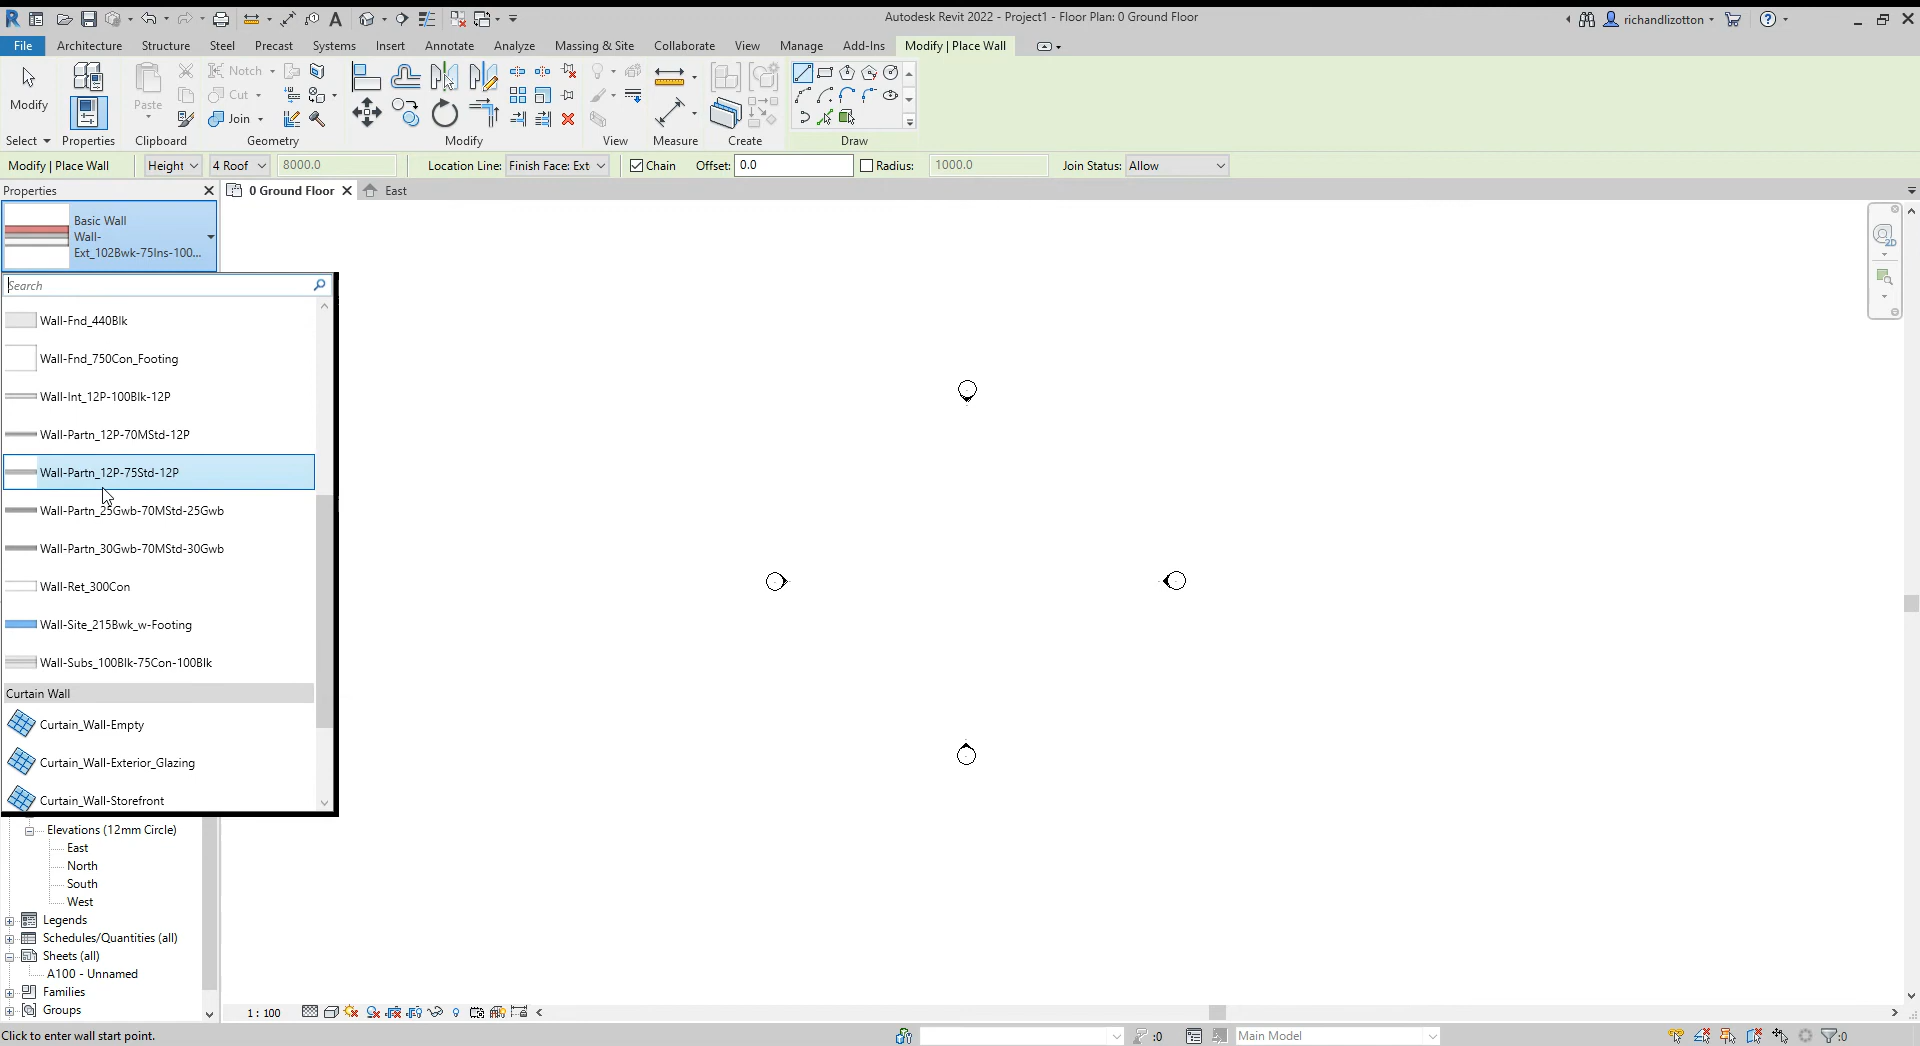 Autodesk Revit 2022 - Project1 - Floor Plan: 0 Ground Floor
richandlizotton
File Architecture Structure Steel Precast Systems Insert Annotate Analyze Massing & Site Collaborate View Manage Add-Ins Modify | Place Wall
Modify
Paste
Notch
Cut
Join
Select Properties Clipboard Geometry Modify View Measure Create Draw
Modify | Place Wall Height 4 Roof 8000.0 Location Line: Finish Face: Ext Chain Offset: 0.0 Radius: 1000.0 Join Status: Allow
Properties
0 Ground Floor
East
2D
Basic Wall
Wall-
Ext_102Bwk-75Ins-100...
Search
Wall-Fnd_440Blk
Wall-Fnd_750Con_Footing
Wall-Int_12P-100Blk-12P
Wall-Partn_12P-70MStd-12P
Wall-Partn_12P-75Std-12P
Wall-Partn_25Gwb-70MStd-25Gwb
Wall-Partn_30Gwb-70MStd-30Gwb
Wall-Ret_300Con
Wall-Site_215Bwk_w-Footing
Wall-Subs_100Blk-75Con-100Blk
Curtain Wall
Curtain_Wall-Empty
Curtain_Wall-Exterior_Glazing
Curtain_Wall-Storefront
Elevations (12mm Circle)
East
North
South
West
Legends
Schedules/Quantities (all)
Sheets (all)
A100 - Unnamed
Families
Groups
1 : 100
Click to enter wall start point.
:0
Main Model
:0